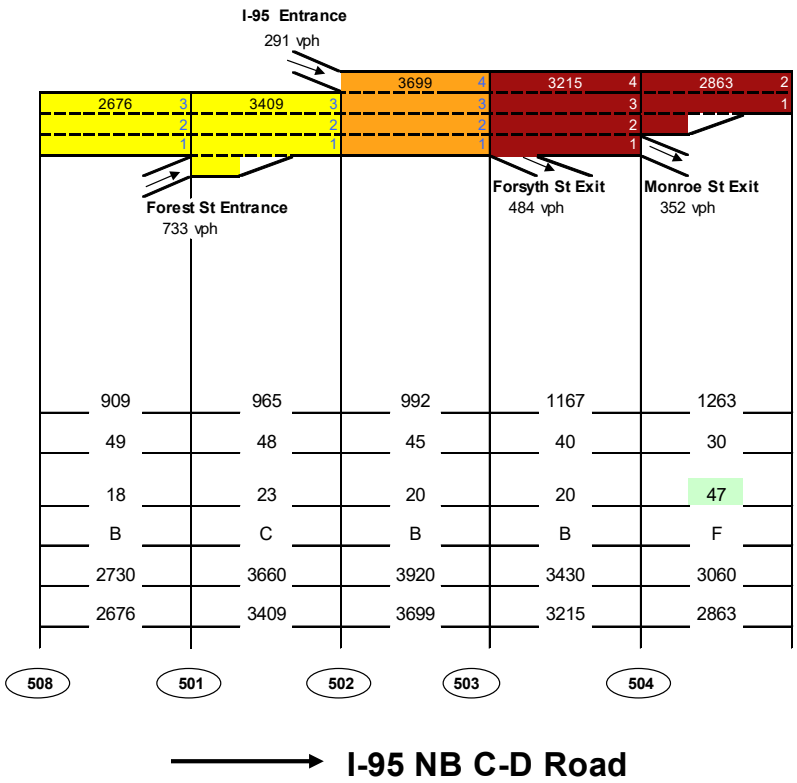 I-95 Entrance
291 vph
2676 3 3409 3 3699 4 3215 4 2863 2
2 2 3 3 1
1 1 2 2
1 1
Forest St Entrance
733 vph
Forsyth St Exit
484 vph
Monroe St Exit
352 vph
909 965 992 1167 1263
49 48 45 40 30
18 23 20 20 47
B C B B F
2730 3660 3920 3430 3060
2676 3409 3699 3215 2863
508 501 502 503 504
I-95 NB C-D Road